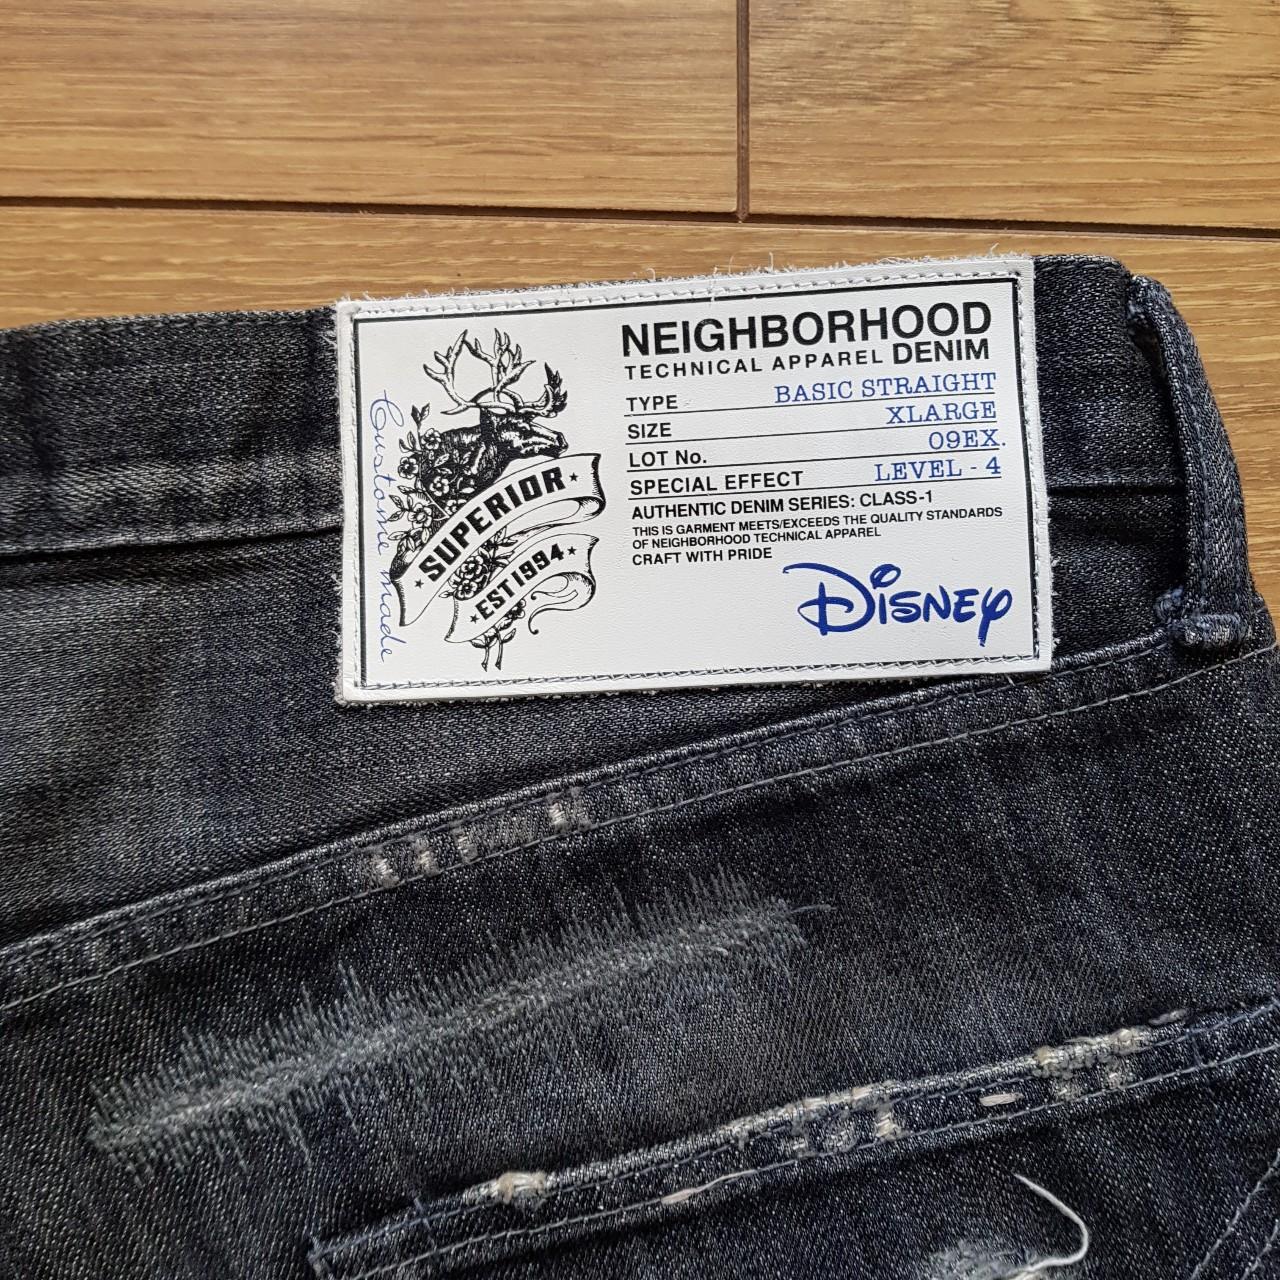 NEIGHBORHOOD
TECHNICAL APPAREL DENIM
TYPE BASIC STRAIGHT
SIZE XLARGE
LOT No. 09EX.
SPECIAL EFFECT LEVEL - 4
AUTHENTIC DENIM SERIES: CLASS-1
THIS IS GARMENT MEETS/EXCEEDS THE QUALITY STANDARDS
OF NEIGHBORHOOD TECHNICAL APPAREL
CRAFT WITH PRIDE
Disney
Custome made
★ SUPERIOR ★
★ EST 1994 ★